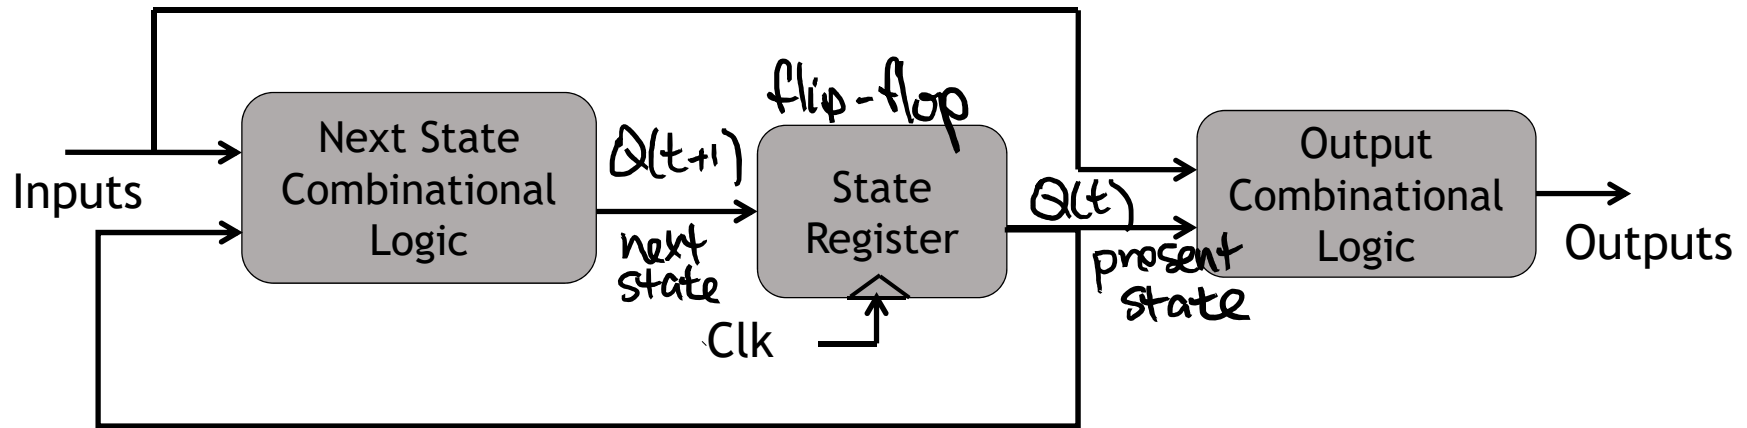 Inputs
Next State
Combinational
Logic
Q(t+1)
next
state
flip-flop
State
Register
Clk
Q(t)
present
state
Output
Combinational
Logic
Outputs